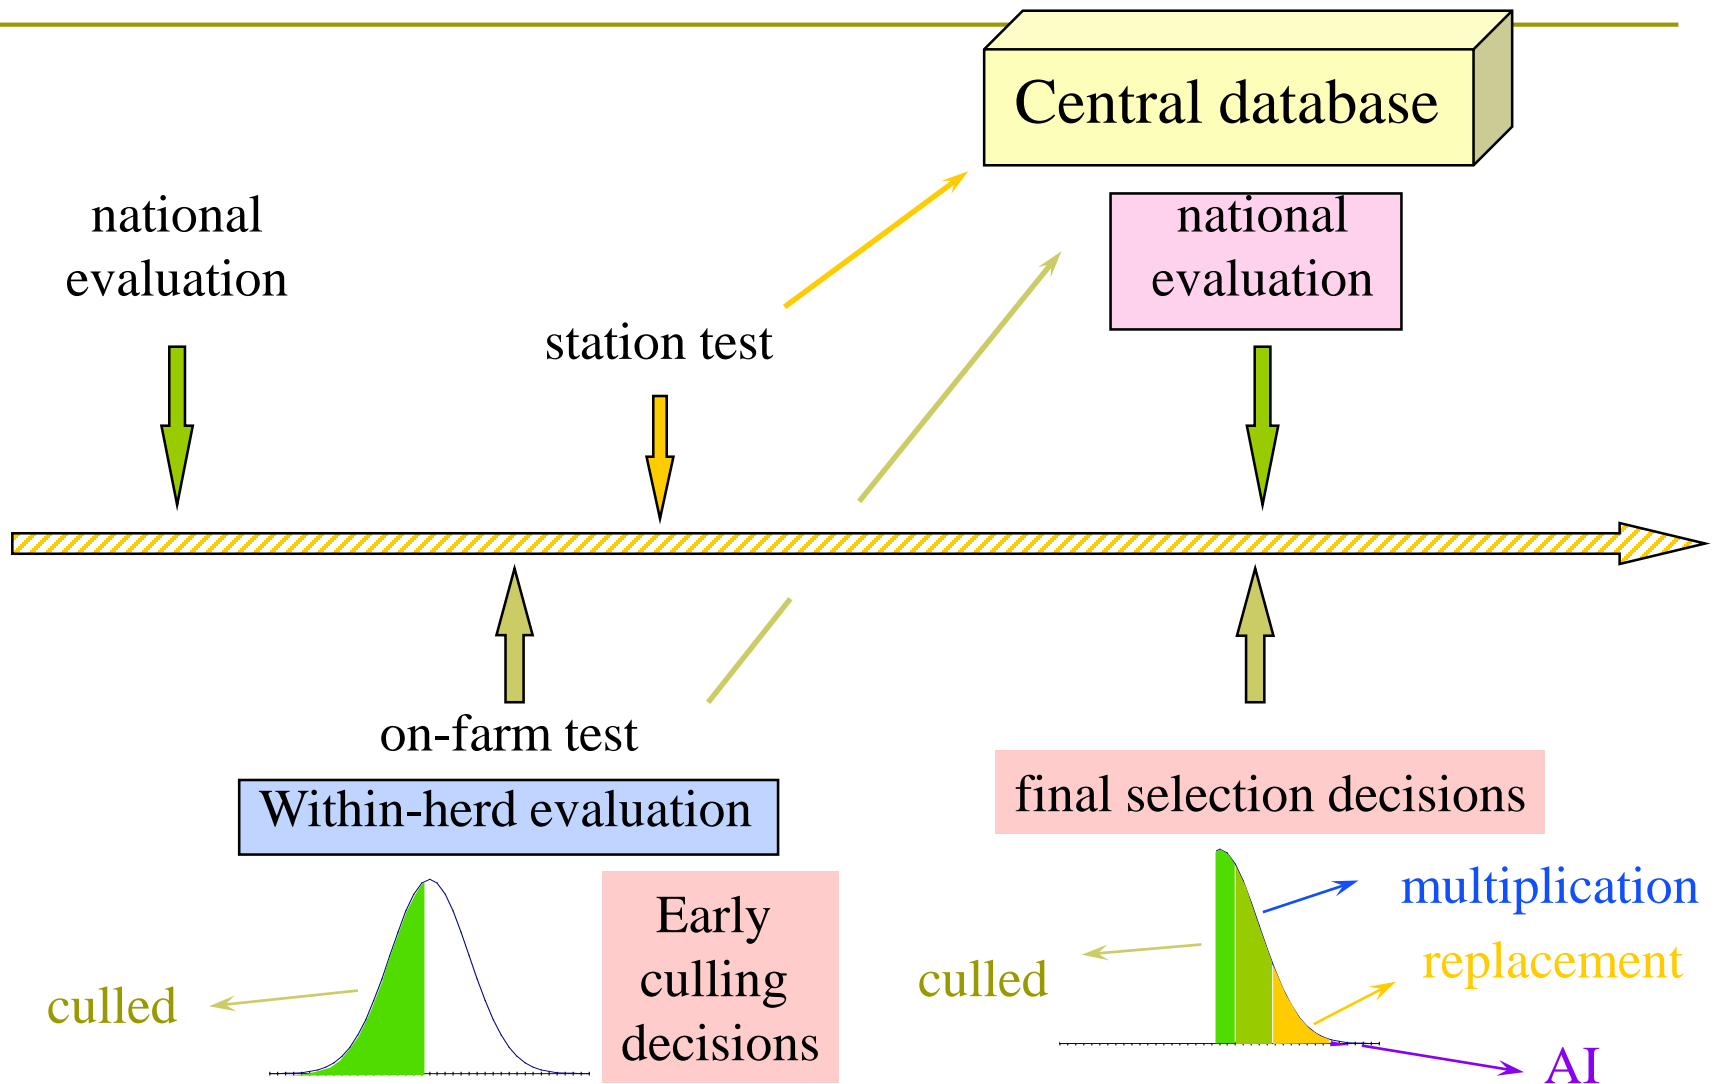 Central database
national
evaluation
national
evaluation
station test
on-farm test
Within-herd evaluation
final selection decisions
Early
culling
decisions
culled
culled
multiplication
replacement
AI